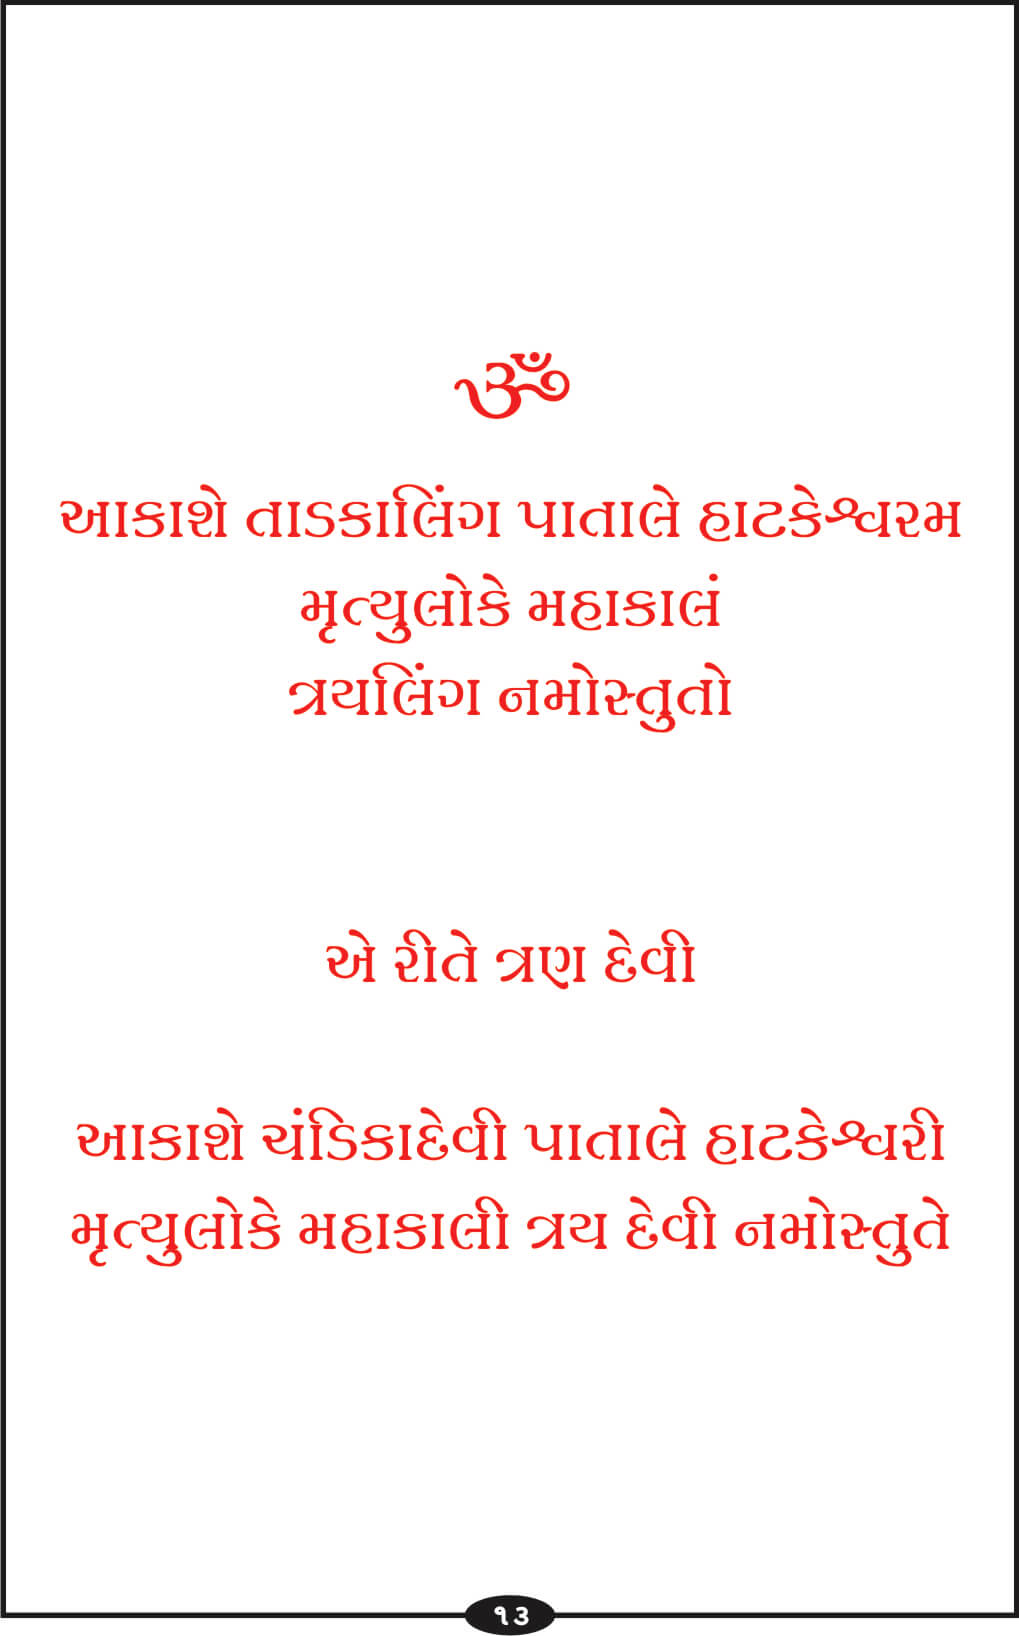 ૐ
આકાશે તાડકાલિંગ પાતાલે હાટકેશ્વરમ
મૃત્યુલોકે મહાકાલં
ત્રયલિંગ નમોસ્તુતો
એ રીતે ત્રણ દેવી
આકાશે ચંડિકાદેવી પાતાલે હાટકેશ્વરી
મૃત્યુલોકે મહાકાલી ત્રય દેવી નમોસ્તુતે
૧૩